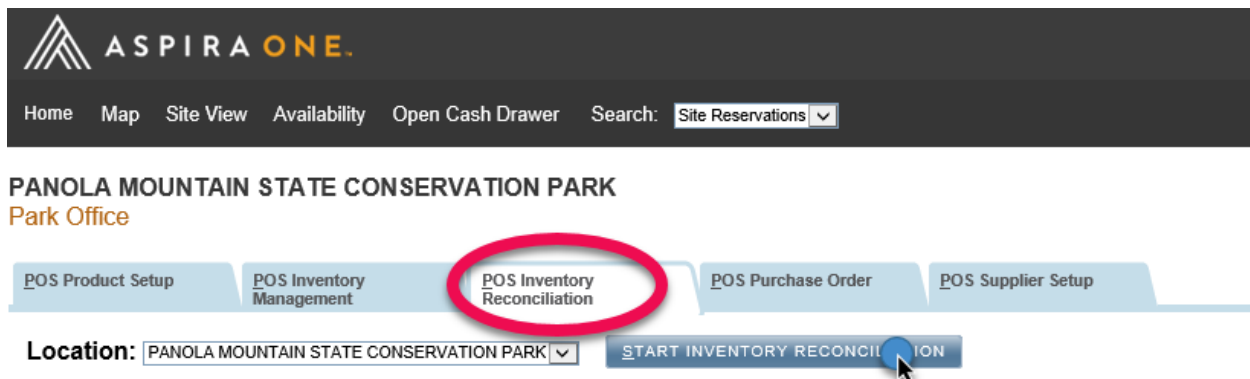 ASPIRA ONE™
Home Map Site View Availability Open Cash Drawer Search: Site Reservations
PANOLA MOUNTAIN STATE CONSERVATION PARK
Park Office
POS Product Setup
POS Inventory
Management
POS Inventory
Reconciliation
POS Purchase Order
POS Supplier Setup
Location: PANOLA MOUNTAIN STATE CONSERVATION PARK START INVENTORY RECONCILIATION